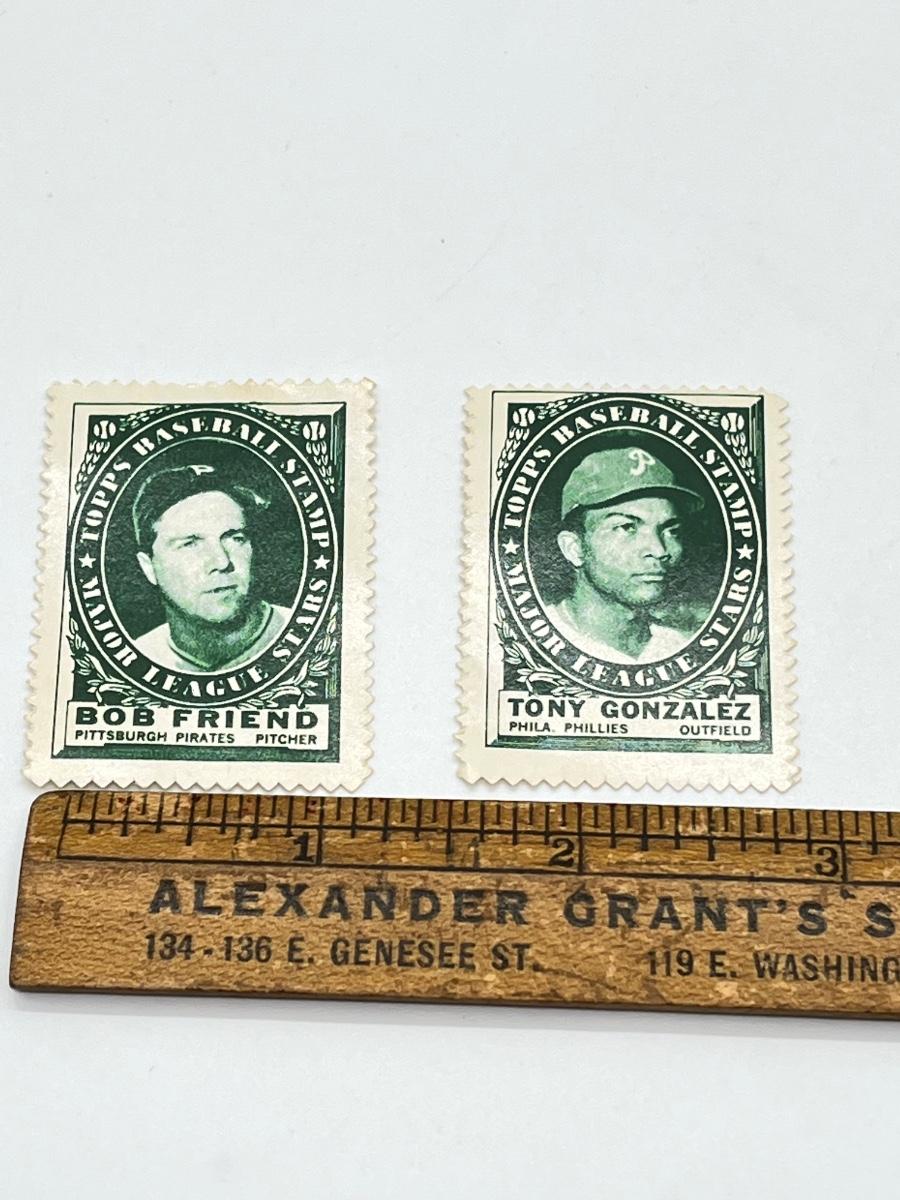 TOPPS BASEBALL STAMP
★ MAJOR LEAGUE STARS ★
P
BOB FRIEND
PITTSBURGH PIRATES PITCHER
TOPPS BASEBALL STAMP
★ MAJOR LEAGUE STARS ★
P
TONY GONZALEZ
PHILA. PHILLIES OUTFIELD
1 2 3
ALEXANDER GRANT'S S
134-136 E. GENESEE ST. 119 E. WASHING